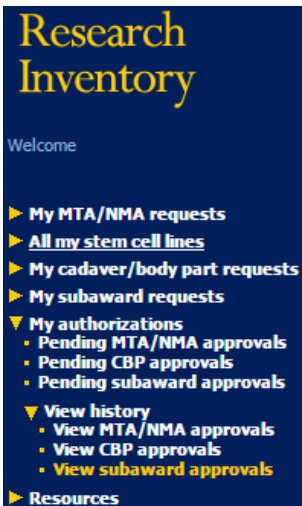 Research
Inventory
Welcome
My MTA/NMA requests
All my stem cell lines
My cadaver/body part requests
My subaward requests
My authorizations
Pending MTA/NMA approvals
Pending CBP approvals
Pending subaward approvals
View history
View MTA/NMA approvals
View CBP approvals
View subaward approvals
Resources